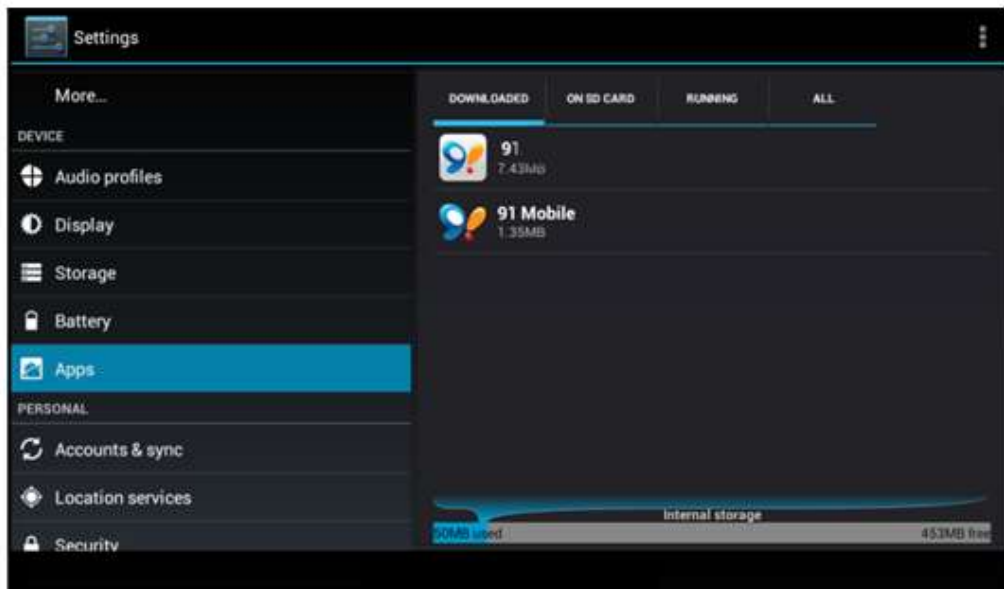 Settings
More...
DEVICE
Audio profiles
Display
Storage
Battery
Apps
PERSONAL
Accounts & sync
Location services
Security
DOWNLOADED ON SD CARD RUNNING ALL
91
7.43MB
91 Mobile
1.35MB
Internal storage
50MB used 453MB free